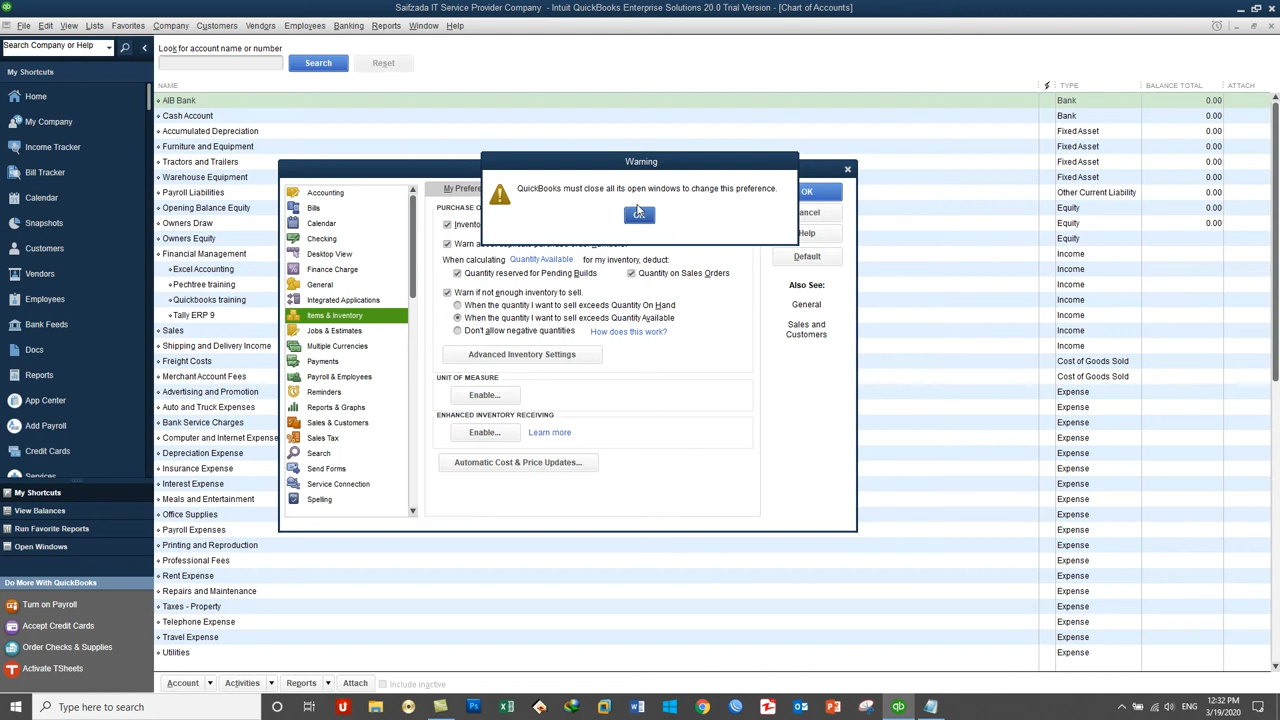 Saifzada IT Service Provider Company - Intuit QuickBooks Enterprise Solutions 20.0 Trial Version - [Chart of Accounts]
File Edit View Lists Favorites Company Customers Vendors Employees Banking Reports Window Help
Search Company or Help
My Shortcuts
Home
My Company
Income Tracker
Bill Tracker
Calendar
Snapshots
Customers
Vendors
Employees
Bank Feeds
Docs
Reports
App Center
Add Payroll
Credit Cards
Services
My Shortcuts
View Balances
Run Favorite Reports
Open Windows
Do More With QuickBooks
Turn on Payroll
Accept Credit Cards
Order Checks & Supplies
Activate TSheets
Look for account name or number
Search Reset
NAME TYPE BALANCE TOTAL ATTACH
AIB Bank Bank 0.00
Cash Account Bank 0.00
Accumulated Depreciation Fixed Asset 0.00
Furniture and Equipment Fixed Asset 0.00
Tractors and Trailers Fixed Asset 0.00
Warehouse Equipment Fixed Asset 0.00
Payroll Liabilities Other Current Liability 0.00
Opening Balance Equity Equity 0.00
Owners Draw Equity 0.00
Owners Equity Equity
Financial Management Income
Excel Accounting Income
Pechtree training Income
Quickbooks training Income
Tally ERP 9 Income
Sales Income
Shipping and Delivery Income Income
Freight Costs Cost of Goods Sold
Merchant Account Fees Cost of Goods Sold
Advertising and Promotion Expense
Auto and Truck Expenses Expense
Bank Service Charges Expense
Computer and Internet Expense Expense
Depreciation Expense Expense
Insurance Expense Expense
Interest Expense Expense
Meals and Entertainment Expense
Office Supplies Expense
Payroll Expenses Expense
Printing and Reproduction Expense
Professional Fees Expense
Rent Expense Expense
Repairs and Maintenance Expense
Taxes - Property Expense
Telephone Expense Expense
Travel Expense Expense
Utilities Expense
Account Activities Reports Attach Include inactive
Warning
QuickBooks must close all its open windows to change this preference.
Accounting
Bills
Calendar
Checking
Desktop View
Finance Charge
General
Integrated Applications
Items & Inventory
Jobs & Estimates
Multiple Currencies
Payments
Payroll & Employees
Reminders
Reports & Graphs
Sales & Customers
Sales Tax
Search
Send Forms
Service Connection
Spelling
My
PURCHASE
When calculating Quantity Available for my inventory, deduct:
Quantity reserved for Pending Builds Quantity on Sales Orders
Warn if not enough inventory to sell.
When the quantity I want to sell exceeds Quantity On Hand
When the quantity I want to sell exceeds Quantity Available
Don't allow negative quantities How does this work?
Advanced Inventory Settings
UNIT OF MEASURE
Enable...
ENHANCED INVENTORY RECEIVING
Enable... Learn more
Automatic Cost & Price Updates...
OK
Help
Default
Also See:
General
Sales and
Customers
Type here to search
12:32 PM
3/19/2020